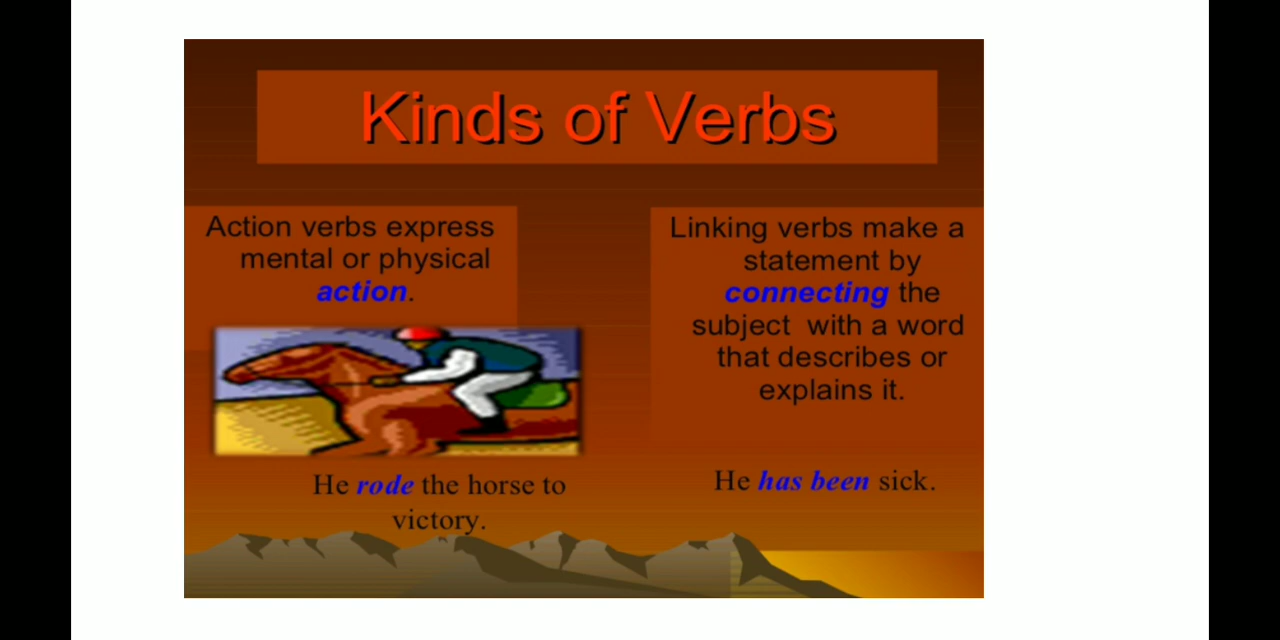 Kinds of Verbs
Action verbs express
mental or physical
action.
He rode the horse to
victory.
Linking verbs make a
statement by
connecting the
subject with a word
that describes or
explains it.
He has been sick.